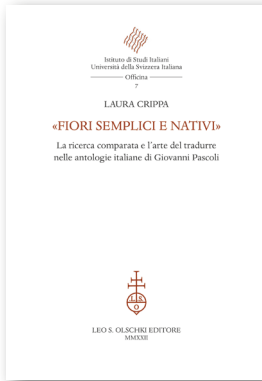 Istituto di Studi Italiani
Università della Svizzera Italiana
Officina
7
LAURA CRIPPA
«FIORI SEMPLICI E NATIVI»
La ricerca comparata e l'arte del tradurre
nelle antologie italiane di Giovanni Pascoli
L S
O
LEO S. OLSCHKI EDITORE
MMXXII